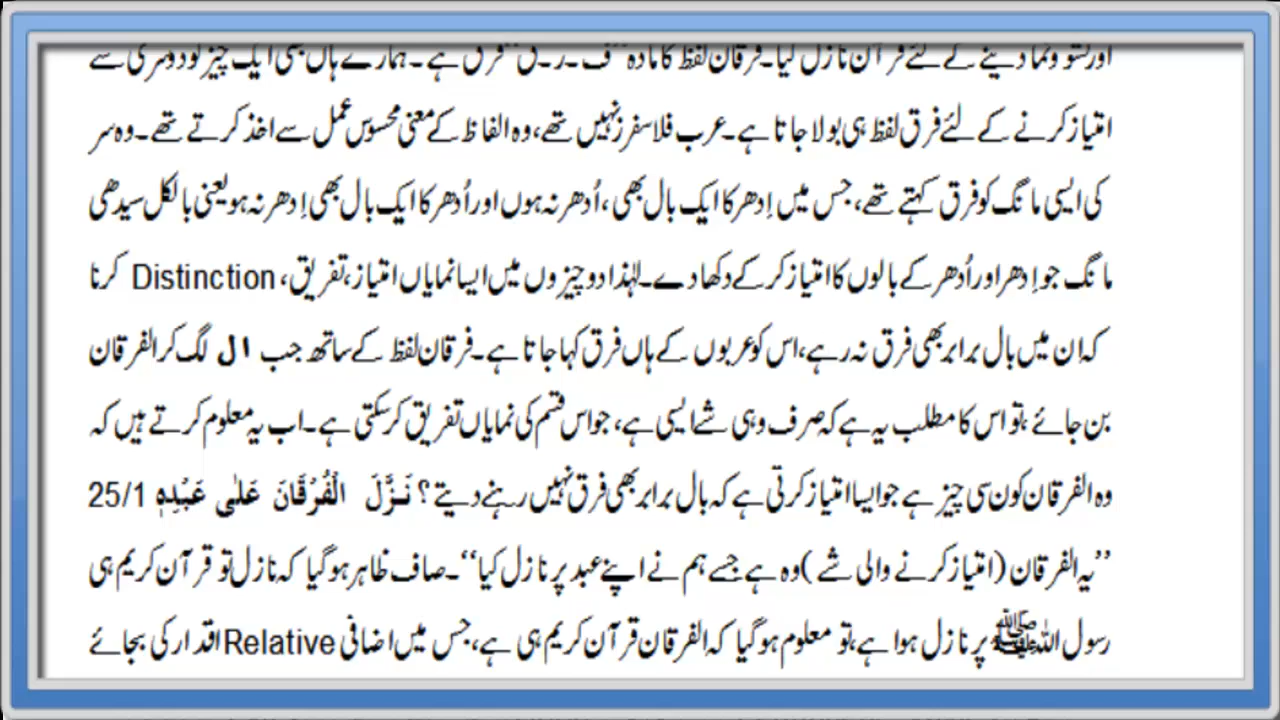 اور نشو ونما دینے کے لئے قرآن نازل کیا۔ فرقان لفظ کا مادہ ’’ف۔ر۔ق‘‘ فرق ہے۔ ہمارے ہاں بھی ایک چیز کو دوسری سے
امتیاز کرنے کے لئے فرق لفظ ہی بولا جاتا ہے۔ عرب فلاسفرز نہیں تھے، وہ الفاظ کے معنی محسوس عمل سے اخذ کرتے تھے۔ وہ سر
کی ایسی مانگ کو فرق کہتے تھے، جس میں اِدھر کا ایک بال بھی، اُدھر نہ ہوں اور اُدھر کا ایک بال بھی اِدھر نہ ہو یعنی بالکل سیدھی
مانگ جو اِدھر اور اُدھر کے بالوں کا امتیاز کر کے دکھا دے۔ لہٰذا دو چیزوں میں ایسا نمایاں امتیاز، تفریق، Distinction کرنا
کہ ان میں بال برابر بھی فرق نہ رہے، اس کو عربوں کے ہاں فرق کہا جاتا ہے۔ فرقان لفظ کے ساتھ جب ال لگ کر الفرقان
بن جائے تو اس کا مطلب یہ ہے کہ صرف وہی شے ایسی ہے، جو اس قسم کی نمایاں تفریق کر سکتی ہے۔ اب یہ معلوم کرتے ہیں کہ
وہ الفرقان کون سی چیز ہے جو ایسا امتیاز کرتی ہے کہ بال برابر بھی فرق نہیں رہنے دیتے؟ نَزَّلَ الْفُرْقَانَ عَلٰی عَبْدِہٖ 25/1
’’یہ الفرقان (امتیاز کرنے والی شے) وہ ہے جسے ہم نے اپنے عبد پر نازل کیا‘‘۔ صاف ظاہر ہو گیا کہ نازل تو قرآن کریم ہی
رسول اللہ ﷺ پر نازل ہوا ہے، تو معلوم ہو گیا کہ الفرقان قرآن کریم ہی ہے، جس میں اضافی Relative اقدار کی بجائے